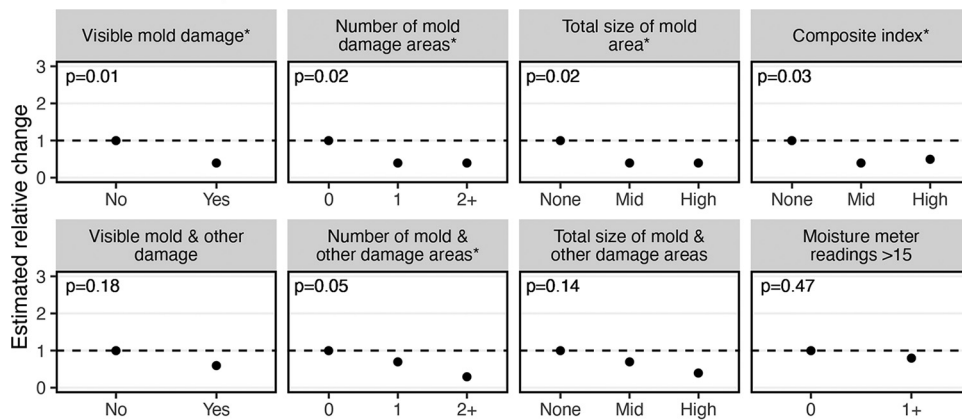 Visible mold damage*
Number of mold
damage areas*
Total size of mold
area*
Composite index*
Estimated relative change
3
2
1
0
p=0.01
No Yes
p=0.02
0 1 2+
p=0.02
None Mid High
p=0.03
None Mid High
Visible mold & other
damage
Number of mold &
other damage areas*
Total size of mold &
other damage areas
Moisture meter
readings >15
3
2
1
0
p=0.18
No Yes
p=0.05
0 1 2+
p=0.14
None Mid High
p=0.47
0 1+